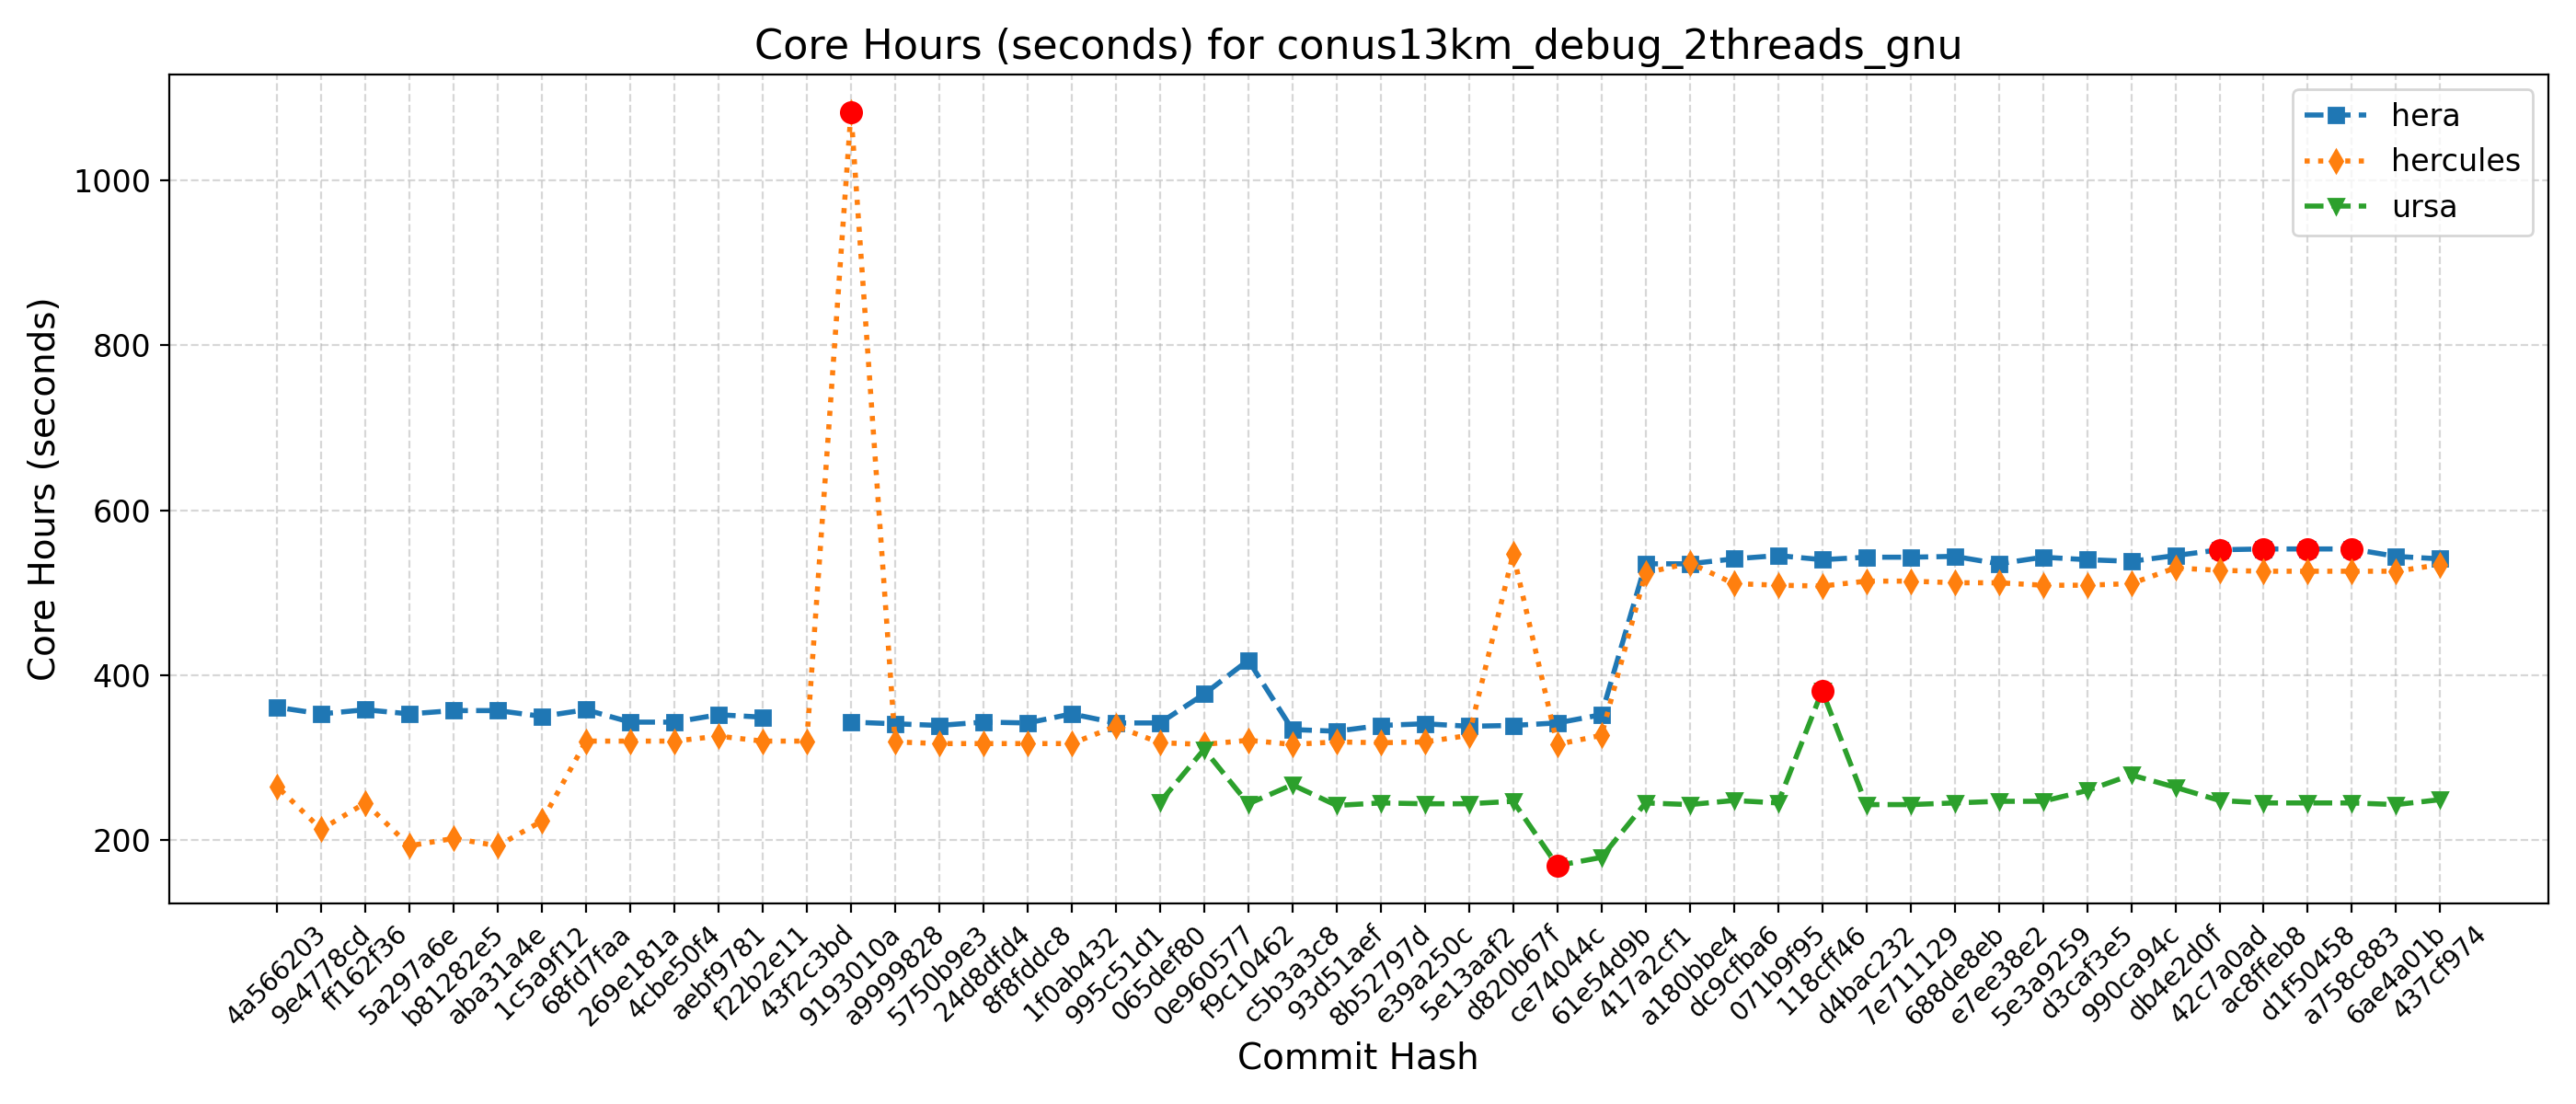 Core Hours (seconds) for conus13km_debug_2threads_gnu
hera
hercules
ursa
Core Hours (seconds)
1000
800
600
400
200
4a566203
9e4778cd
ff162f36
5a297a6e
b81282e5
aba31a4e
1c5a9f12
68fd7faa
269e181a
4cbe50f4
aebf9781
f22b2e11
43f2c3bd
9193010a
a9999828
5750b9e3
24d8dfd4
8f8fddc8
1f0ab432
995c51d1
065def80
0e960577
f9c10462
c5b3a3c8
93d51aef
8b52797d
e39a250c
5e13aaf2
d820b67f
ce74044c
61e54d9b
417a2cf1
a180bbe4
dc9cfba6
071b9f95
118cff46
d4bac232
7e711129
688de8eb
e7ee38e2
5e3a9259
d3caf3e5
990ca94c
db4e2d0f
42c7a0ad
ac8ffeb8
d1f50458
a758c883
6ae4a01b
437cf974
Commit Hash